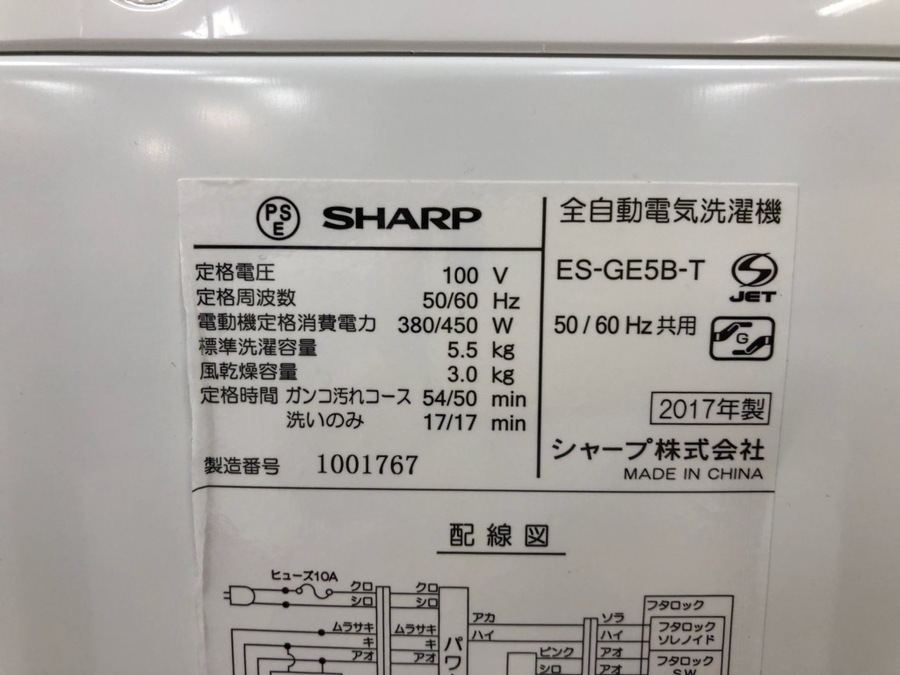 PS
E
SHARP
定格電圧 100 V
定格周波数 50/60 Hz
電動機定格消費電力 380/450 W
標準洗濯容量 5.5 kg
風乾燥容量 3.0 kg
定格時間 ガンコ汚れコース 54/50 min
洗いのみ 17/17 min
製造番号 1001767
全自動電気洗濯機
ES-GE5B-T
JET
50/60 Hz共用
G
2017年製
シャープ株式会社
MADE IN CHINA
配線図
ヒューズ10A
クロ
シロ
ムラサキ
キ
アオ
クロ
シロ
ムラサキ
キ
アオ
パワ
アカ
ハイ
ピンク
シロ
ソラ
ハイ
アオ
アオ
フタロック
フタロック
ソレノイド
フタロック
SW